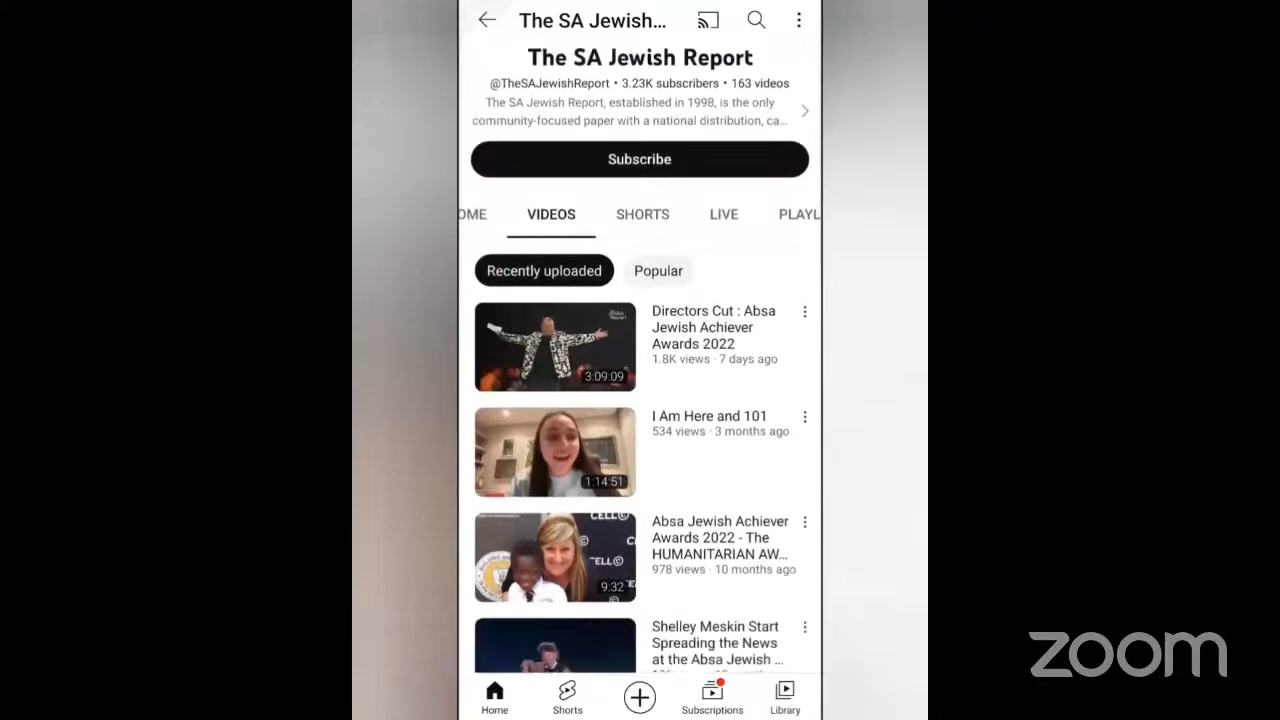 The SA Jewish...
The SA Jewish Report
@TheSAJewishReport • 3.23K subscribers • 163 videos
The SA Jewish Report, established in 1998, is the only
community-focused paper with a national distribution, ca...
Subscribe
OME VIDEOS SHORTS LIVE PLAYL
Recently uploaded Popular
Directors Cut : Absa
Jewish Achiever
Awards 2022
1.8K views · 7 days ago
3:09:09
I Am Here and 101
534 views · 3 months ago
1:14:51
Absa Jewish Achiever
Awards 2022 - The
HUMANITARIAN AW...
978 views · 10 months ago
CELL©
ELL©
9:32
Shelley Meskin Start
Spreading the News
at the Absa Jewish ...
Home Shorts Subscriptions Library
zoom